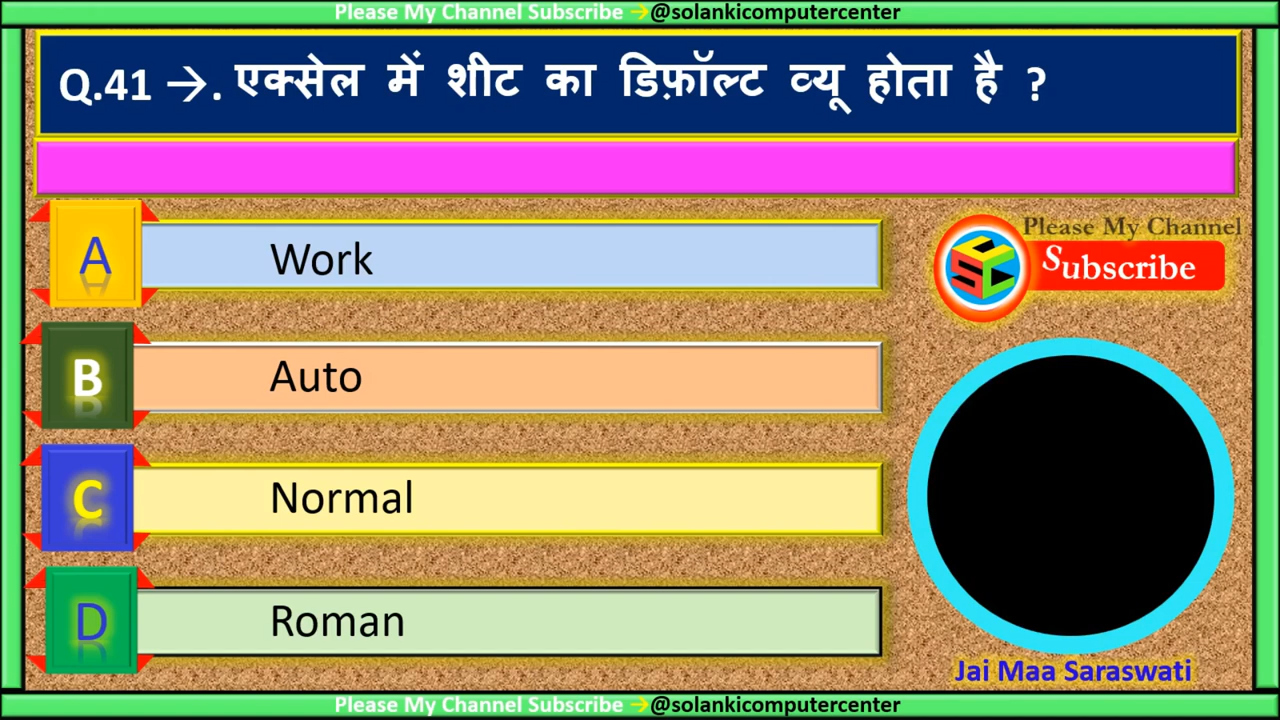 Please My Channel Subscribe →@solankicomputercenter
Q.41 →. एक्सेल में शीट का डिफ़ॉल्ट व्यू होता है ?
A Work
Please My Channel
Subscribe
SCC
B Auto
C Normal
D Roman
Jai Maa Saraswati
Please My Channel Subscribe →@solankicomputercenter